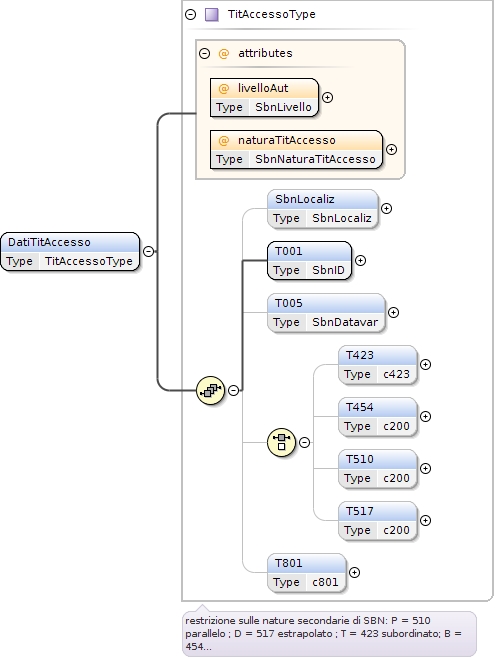 TitAccessoType
@ attributes
@ livelloAut
Type SbnLivello
@ naturaTitAccesso
Type SbnNaturaTitAccesso
SbnLocaliz
Type SbnLocaliz
DatiTitAccesso
Type TitAccessoType
T001
Type SbnID
T005
Type SbnDatavar
T423
Type c423
T454
Type c200
T510
Type c200
T517
Type c200
T801
Type c801
restrizione sulle nature secondarie di SBN: P = 510
parallelo ; D = 517 estrapolato ; T = 423 subordinato; B =
454...